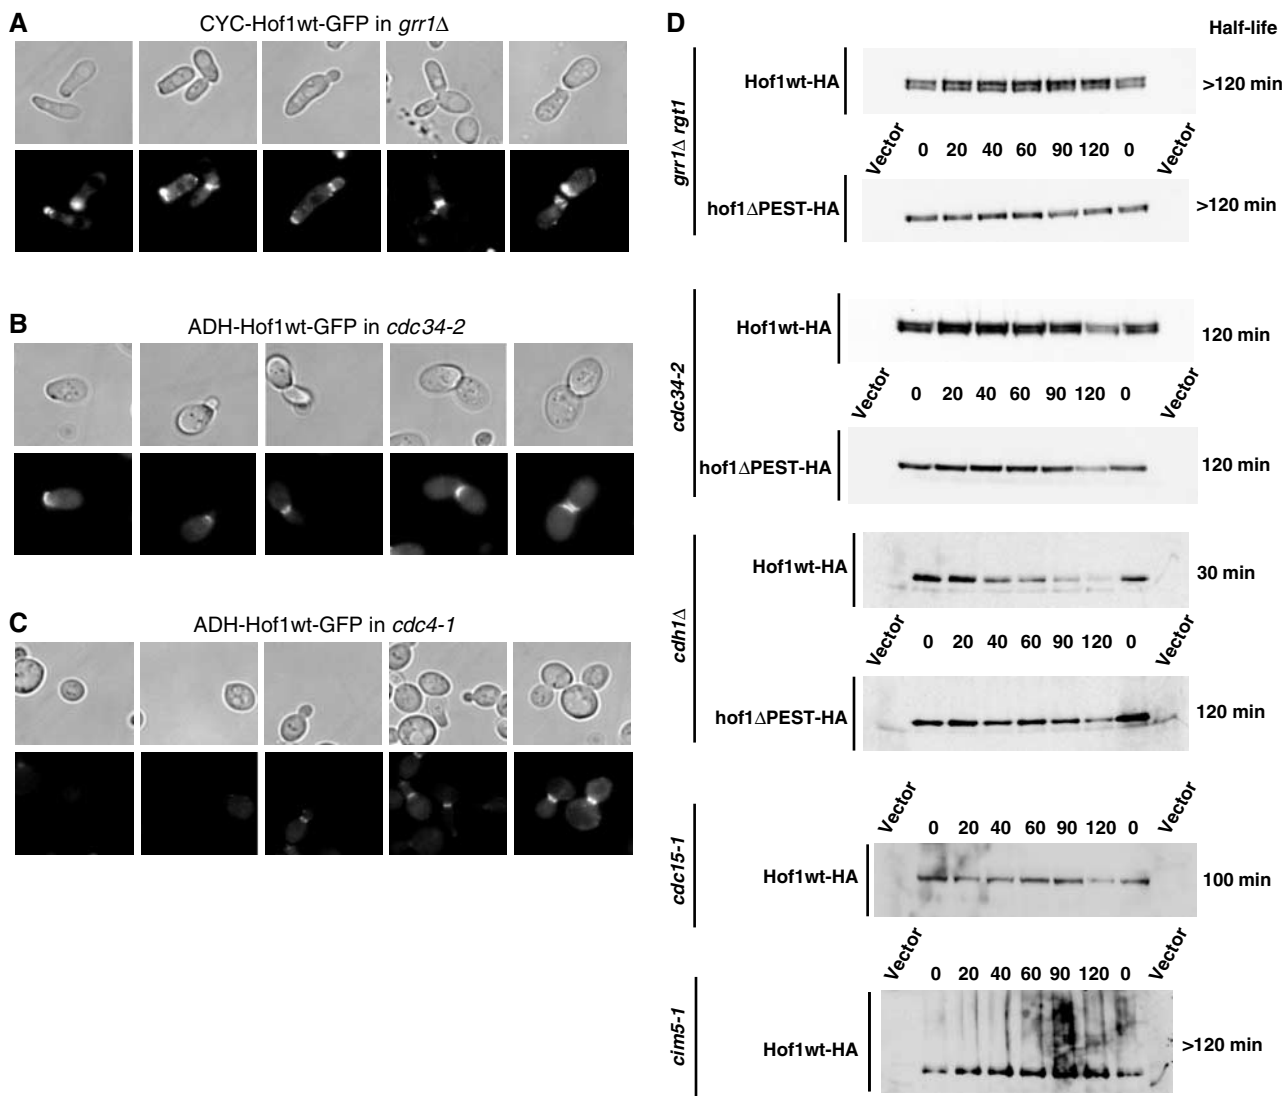 A
CYC-Hof1wt-GFP in grr1Δ
B
ADH-Hof1wt-GFP in cdc34-2
C
ADH-Hof1wt-GFP in cdc4-1
D
Half-life
grr1Δ rgt1
Hof1wt-HA
>120 min
Vector 0 20 40 60 90 120 0 Vector
hof1ΔPEST-HA
>120 min
cdc34-2
Hof1wt-HA
120 min
Vector 0 20 40 60 90 120 0 Vector
hof1ΔPEST-HA
120 min
cdh1Δ
Hof1wt-HA
30 min
Vector 0 20 40 60 90 120 0 Vector
hof1ΔPEST-HA
120 min
cdc15-1
Vector 0 20 40 60 90 120 0 Vector
Hof1wt-HA
100 min
cim5-1
Vector 0 20 40 60 90 120 0 Vector
Hof1wt-HA
>120 min